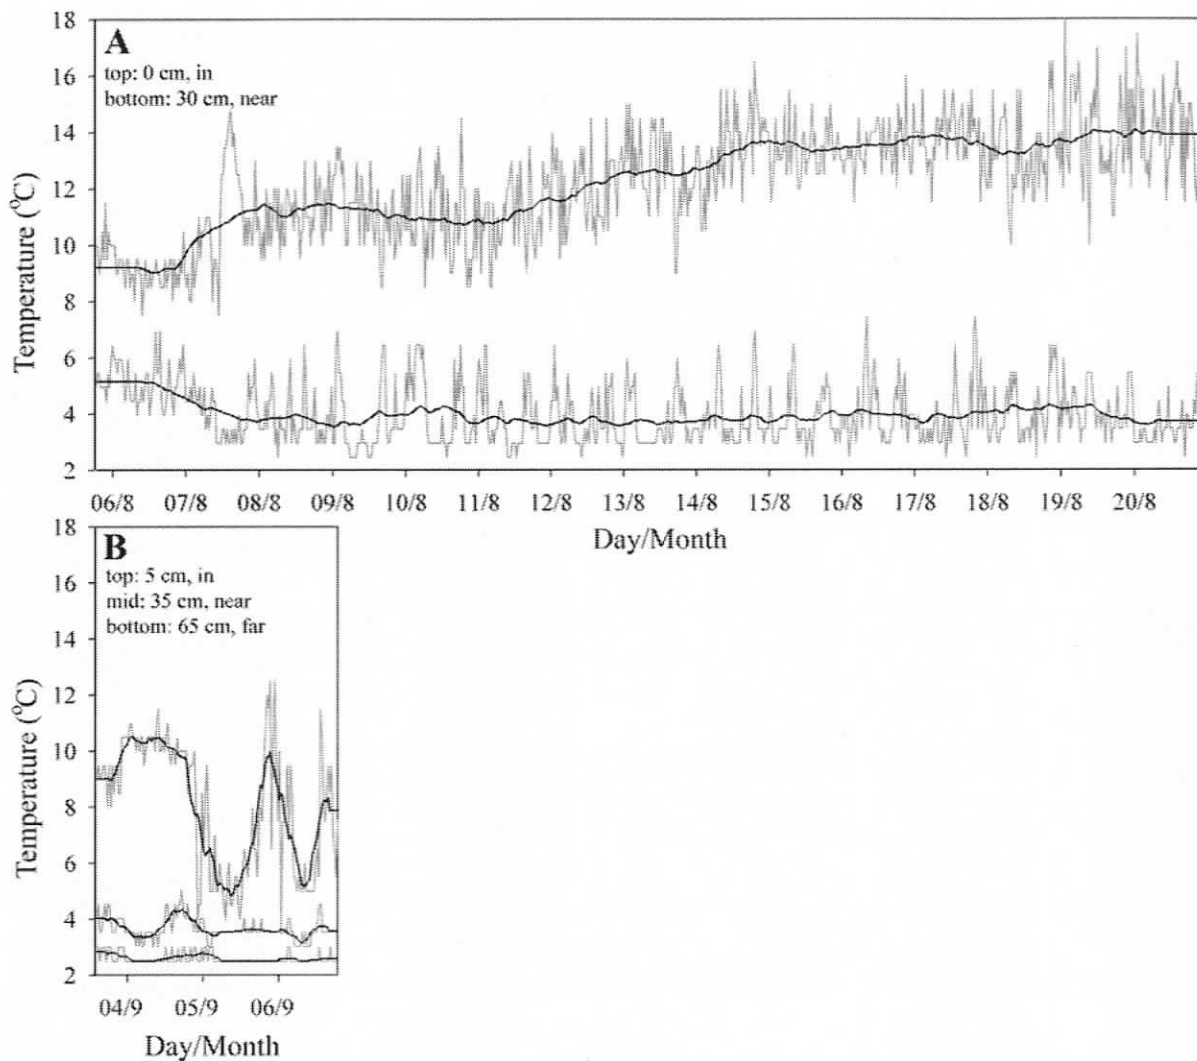 A
top: 0 cm, in
bottom: 30 cm, near
18
16
14
12
10
8
6
4
2
Temperature (°C)
06/8 07/8 08/8 09/8 10/8 11/8 12/8 13/8 14/8 15/8 16/8 17/8 18/8 19/8 20/8
Day/Month
B
top: 5 cm, in
mid: 35 cm, near
bottom: 65 cm, far
18
16
14
12
10
8
6
4
2
Temperature (°C)
04/9 05/9 06/9
Day/Month